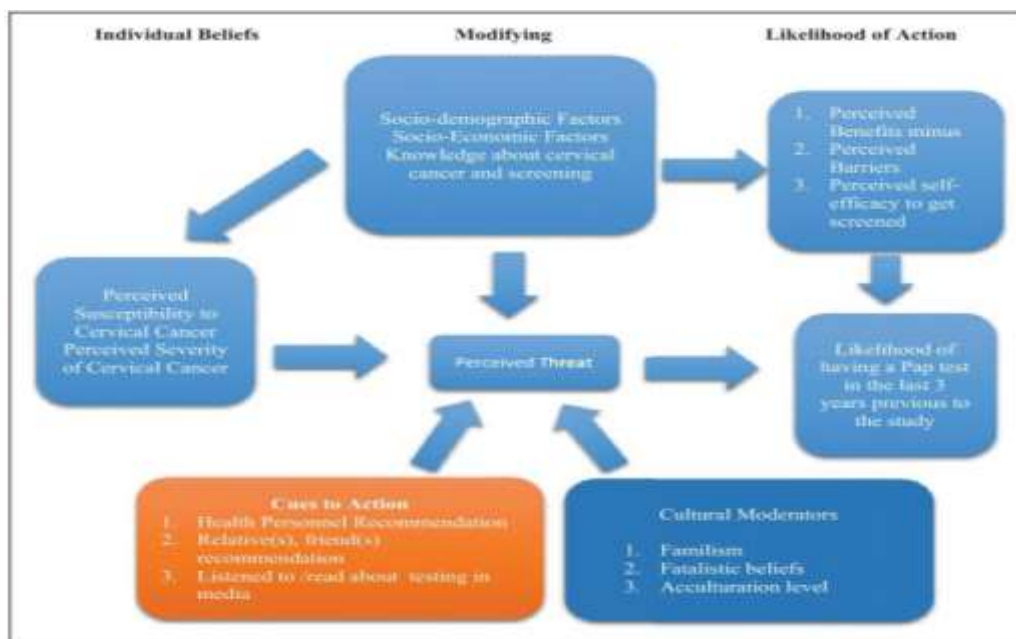 Individual Beliefs
Modifying
Likelihood of Action
Socio-demographic Factors
Socio-Economic Factors
Knowledge about cervical
cancer and screening
1. Perceived
Benefits minus
2. Perceived
Barriers
3. Perceived self-
efficacy to get
screened
Perceived
Susceptibility to
Cervical Cancer
Perceived Severity
of Cervical Cancer
Perceived Threat
Likelihood of
having a Pap test
in the last 3
years previous to
the study
Cues to Action
1. Health Personnel Recommendation
2. Relative(s), friend(s)
recommendation
3. Listened to /read about testing in
media
Cultural Moderators
1. Familism
2. Fatalistic beliefs
3. Acculturation level